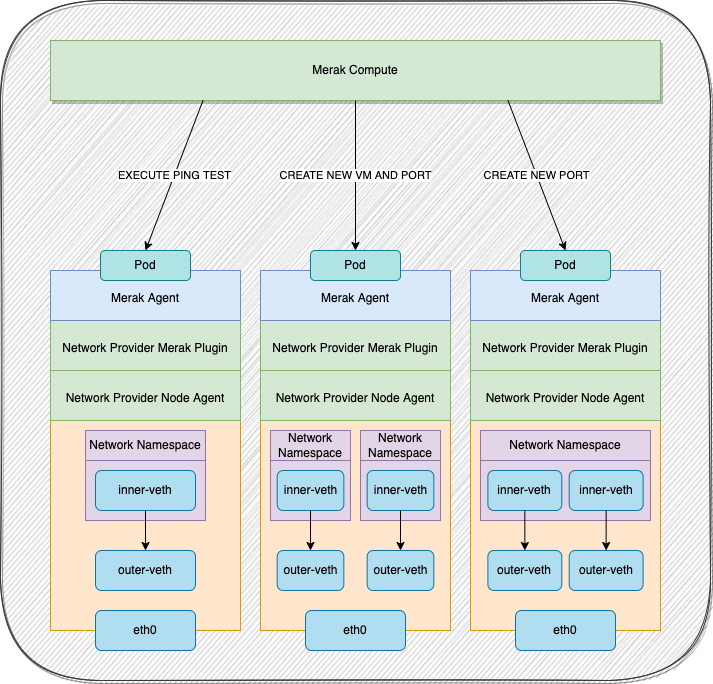 Merak Compute
EXECUTE PING TEST
CREATE NEW VM AND PORT
CREATE NEW PORT
Pod
Pod
Pod
Merak Agent
Merak Agent
Merak Agent
Network Provider Merak Plugin
Network Provider Merak Plugin
Network Provider Merak Plugin
Network Provider Node Agent
Network Provider Node Agent
Network Provider Node Agent
Network Namespace
Network
Namespace
Network
Namespace
Network Namespace
inner-veth
inner-veth
inner-veth
inner-veth
inner-veth
outer-veth
outer-veth
outer-veth
outer-veth
outer-veth
eth0
eth0
eth0